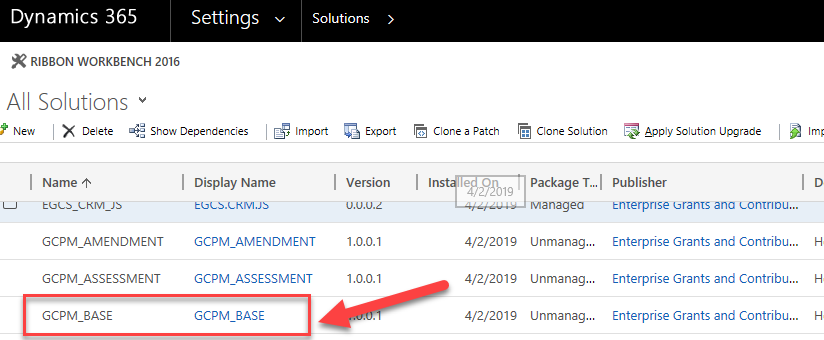 Dynamics 365 Settings Solutions
RIBBON WORKBENCH 2016
All Solutions
New Delete Show Dependencies Import Export Clone a Patch Clone Solution Apply Solution Upgrade Imp
Name Display Name Version Installed On Package T... Publisher D
4/2/2019
EGCS_CRM_JS EGCS.CRM.JS 0.0.0.2 4/2/2019 Managed Enterprise Grants and Contribu...
GCPM_AMENDMENT GCPM_AMENDMENT 1.0.0.1 4/2/2019 Unmanag... Enterprise Grants and Contribu... H
GCPM_ASSESSMENT GCPM_ASSESSMENT 1.0.0.1 4/2/2019 Unmanag... Enterprise Grants and Contribu... H
GCPM_BASE GCPM_BASE 1.0.0.1 4/2/2019 Unmanag... Enterprise Grants and Contribu... H